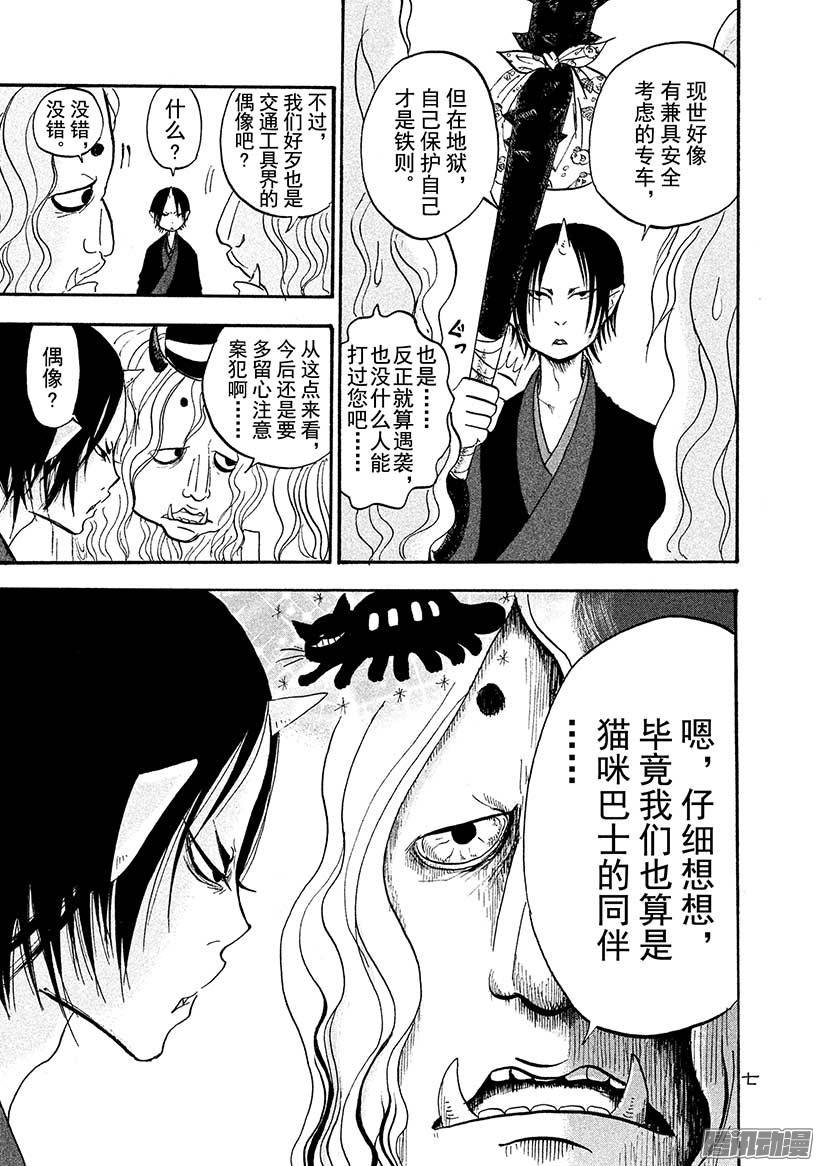 现世好像
有兼具安全
考虑的专车，
但在地狱，
自己保护自己
才是铁则。
ぐっ
也是……
反正就算遇袭，
也没什么人能
打过您吧……
不过，
我们好歹也是
交通工具界的
偶像吧？
什么？
没错，
没错。
从这点来看，
今后还是要
多留心注意
案犯啊……
偶像？
嗯，仔细想想，
毕竟我们也算是
猫咪巴士的同伴
……
七
腾讯动漫